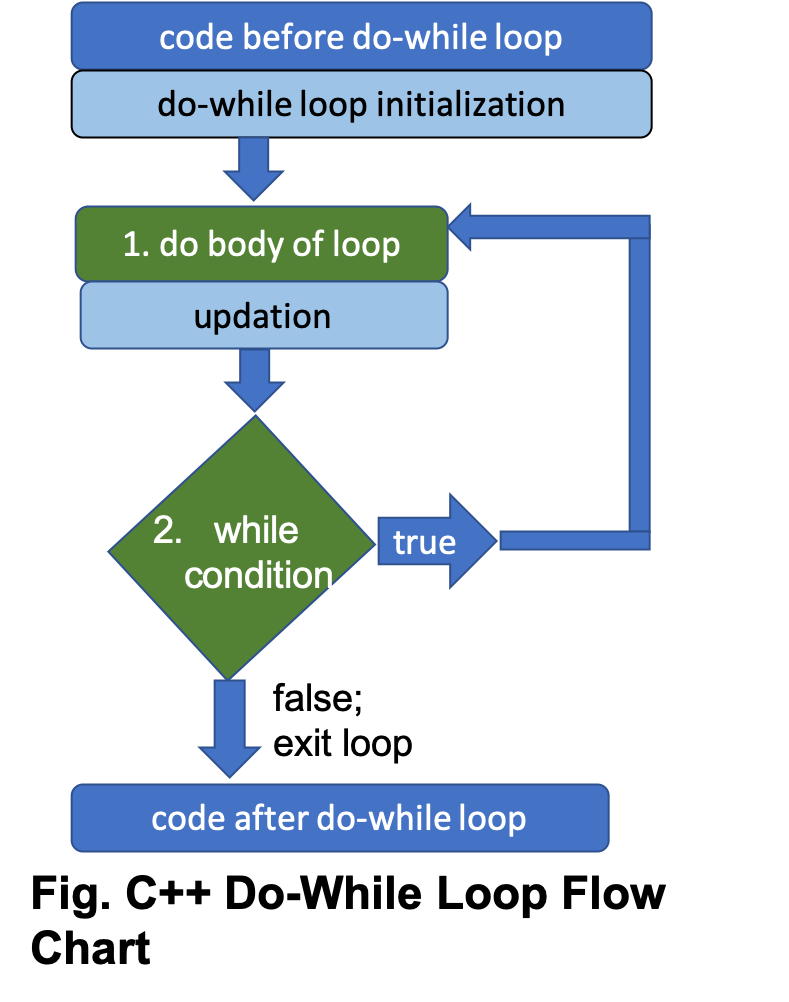 code before do-while loop
do-while loop initialization
1. do body of loop
updation
2. while
condition
true
false;
exit loop
code after do-while loop
Fig. C++ Do-While Loop Flow
Chart